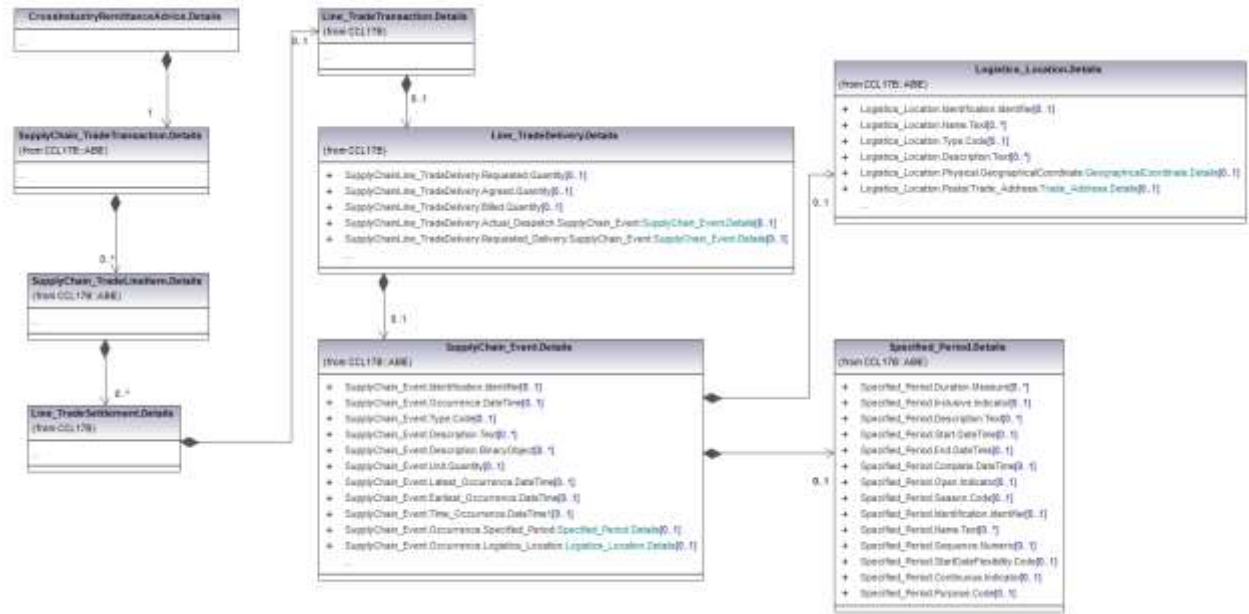 CrossIndustryRemittanceAdvice.Details
...
1
SupplyChain_TradeTransaction.Details
(from CCL17B::ABIE)
...
0..*
SupplyChain_TradeLineItem.Details
(from CCL17B::ABIE)
...
0..*
Line_TradeSettlement.Details
(from CCL17B)
...
0..1
Line_TradeTransaction.Details
(from CCL17B)
...
0..1
Line_TradeDelivery.Details
(from CCL17B)
+ SupplyChainLine_TradeDelivery.Requested.Quantity[0..1]
+ SupplyChainLine_TradeDelivery.Agreed.Quantity[0..1]
+ SupplyChainLine_TradeDelivery.Billed.Quantity[0..1]
+ SupplyChainLine_TradeDelivery.Actual_Despatch.SupplyChain_Event:SupplyChain_Event.Details[0..1]
+ SupplyChainLine_TradeDelivery.Requested_Delivery.SupplyChain_Event:SupplyChain_Event.Details[0..1]
...
0..1
SupplyChain_Event.Details
(from CCL17B::ABIE)
+ SupplyChain_Event.Identification.Identifier[0..1]
+ SupplyChain_Event.Occurrence.DateTime[0..1]
+ SupplyChain_Event.Type.Code[0..1]
+ SupplyChain_Event.Description.Text[0..*]
+ SupplyChain_Event.Description.BinaryObject[0..*]
+ SupplyChain_Event.Unit.Quantity[0..1]
+ SupplyChain_Event.Latest_Occurrence.DateTime[0..1]
+ SupplyChain_Event.Earliest_Occurrence.DateTime[0..1]
+ SupplyChain_Event.Time_Occurrence.DateTime1[0..1]
+ SupplyChain_Event.Occurrence.Specified_Period:Specified_Period.Details[0..1]
+ SupplyChain_Event.Occurrence.Logistics_Location:Logistics_Location.Details[0..1]
...
0..1
Logistics_Location.Details
(from CCL17B::ABIE)
+ Logistics_Location.Identification.Identifier[0..1]
+ Logistics_Location.Name.Text[0..*]
+ Logistics_Location.Type.Code[0..1]
+ Logistics_Location.Description.Text[0..*]
+ Logistics_Location.Physical.GeographicalCoordinate:GeographicalCoordinate.Details[0..1]
+ Logistics_Location.Postal.Trade_Address:Trade_Address.Details[0..1]
...
0..1
Specified_Period.Details
(from CCL17B::ABIE)
+ Specified_Period.Duration.Measure[0..*]
+ Specified_Period.Inclusive.Indicator[0..1]
+ Specified_Period.Description.Text[0..*]
+ Specified_Period.Start.DateTime[0..1]
+ Specified_Period.End.DateTime[0..1]
+ Specified_Period.Complete.DateTime[0..1]
+ Specified_Period.Open.Indicator[0..1]
+ Specified_Period.Season.Code[0..1]
+ Specified_Period.Identification.Identifier[0..1]
+ Specified_Period.Name.Text[0..*]
+ Specified_Period.Sequence.Numeric[0..1]
+ Specified_Period.StartDateFlexibility.Code[0..1]
+ Specified_Period.Continuous.Indicator[0..1]
+ Specified_Period.Purpose.Code[0..1]